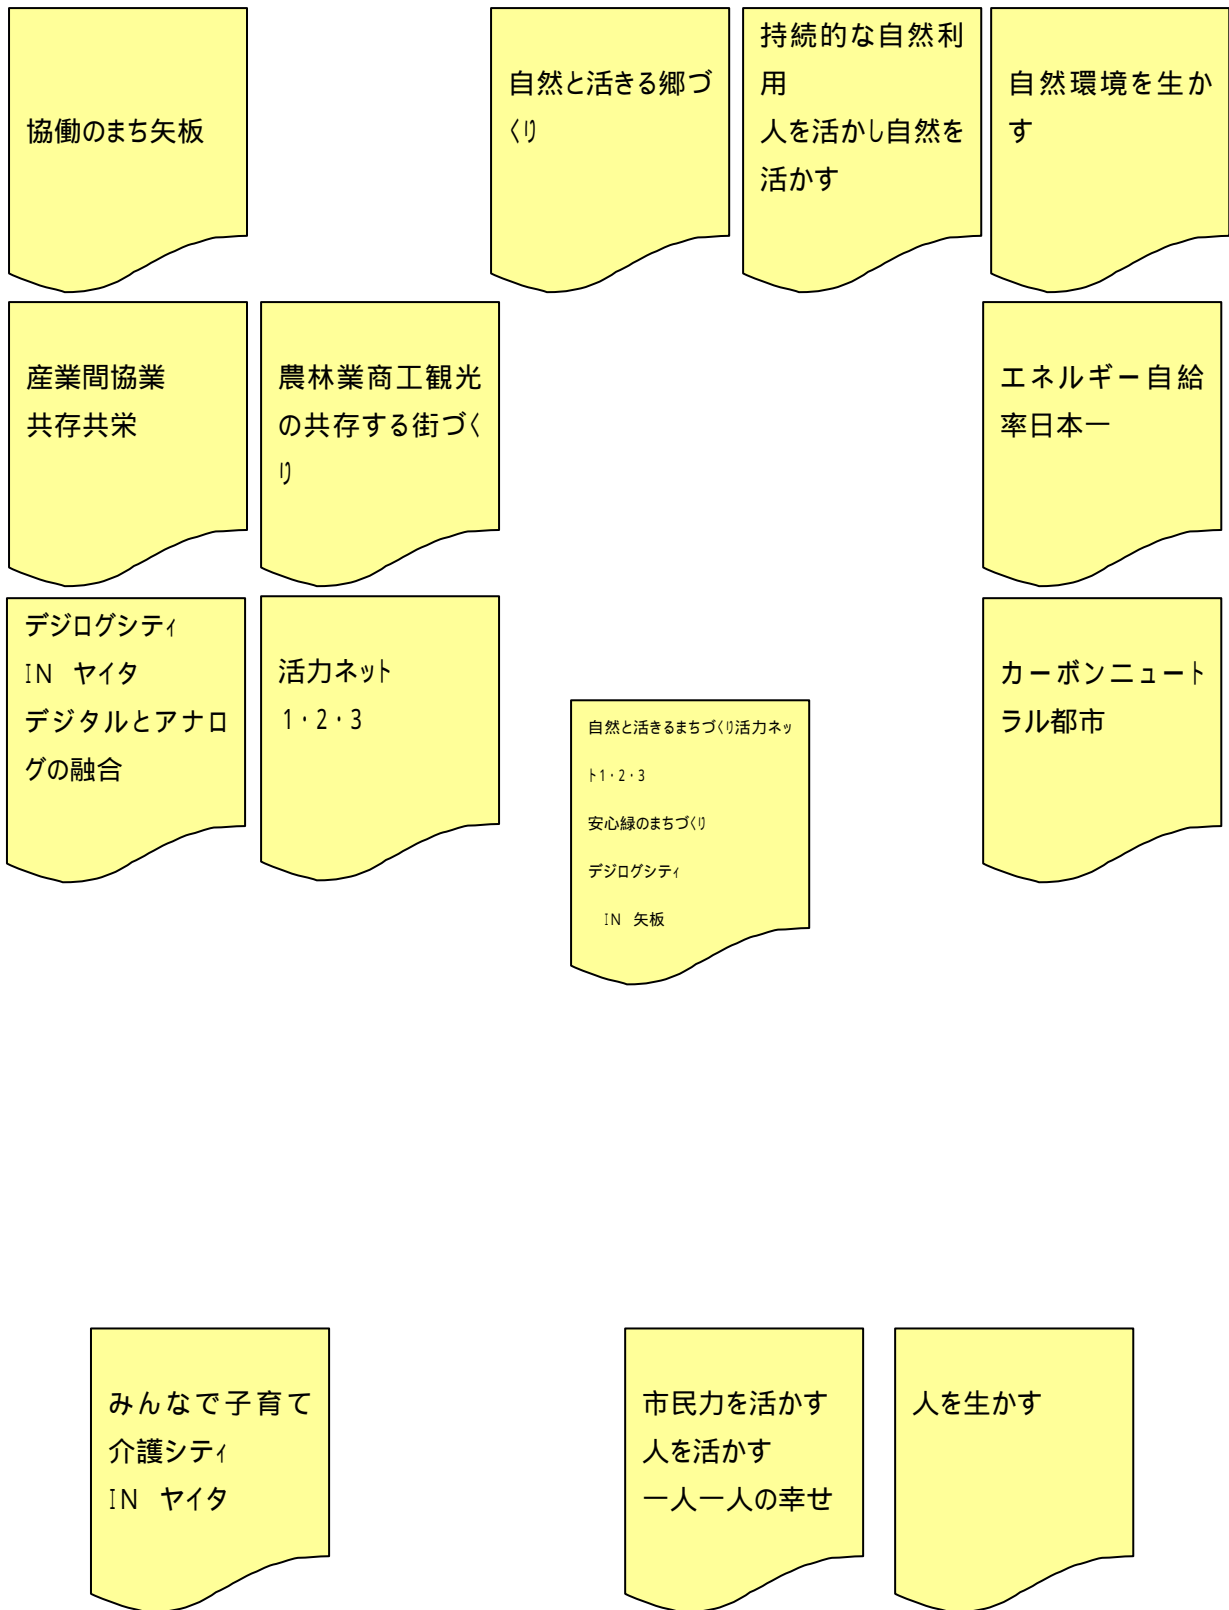 協働のまち矢板
自然と活きる郷づ
くり
持続的な自然利
用
人を活かし自然を
活かす
自然環境を生か
す
産業間協業
共存共栄
農林業商工観光
の共存する街づく
り
エネルギー自給
率日本一
デジログシティ
IN ヤイタ
デジタルとアナロ
グの融合
活力ネット
1・2・3
自然と活きるまちづくり活力ネッ
ト1・2・3
安心緑のまちづくり
デジログシティ
IN 矢板
カーボンニュート
ラル都市
みんなで子育て
介護シティ
IN ヤイタ
市民力を活かす
人を活かす
一人一人の幸せ
人を生かす